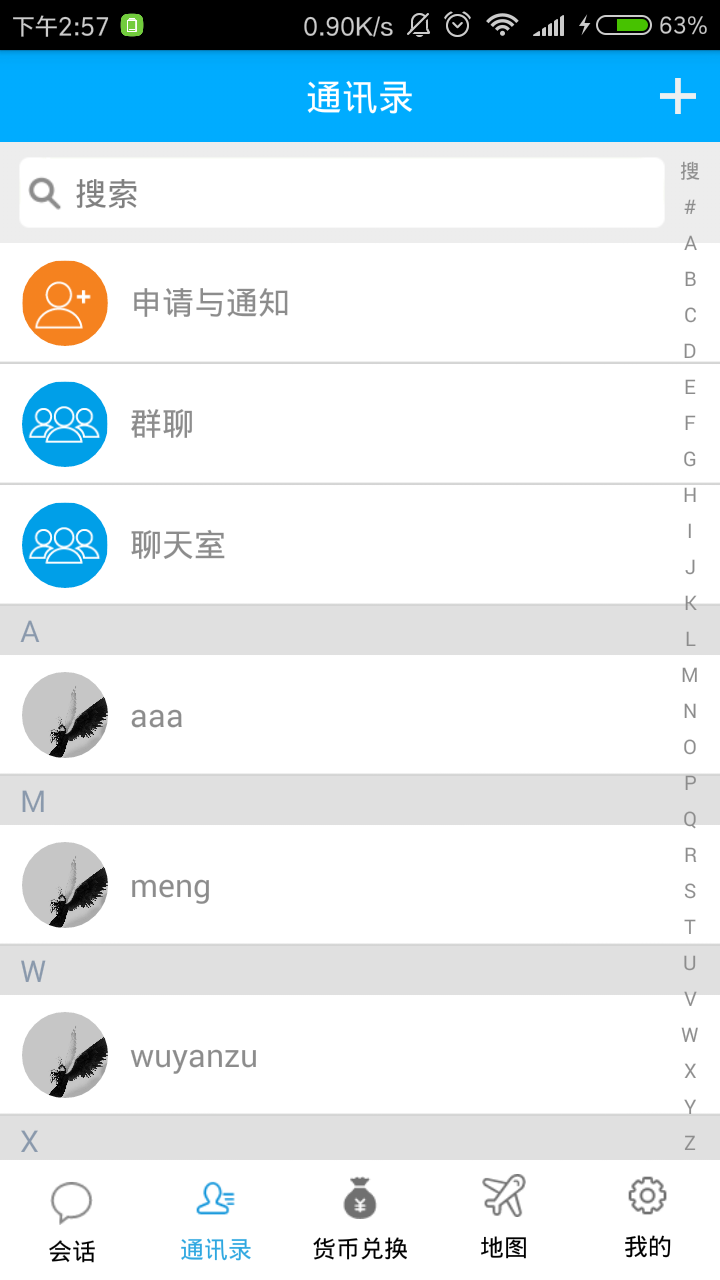 下午2:57 0.90K/s 63%
通讯录
搜索
搜
#
A
B
C
D
E
F
G
H
I
J
K
L
M
N
O
P
Q
R
S
T
U
V
W
X
Y
Z
申请与通知
群聊
聊天室
A
aaa
M
meng
W
wuyanzu
X
会话 通讯录 货币兑换 地图 我的